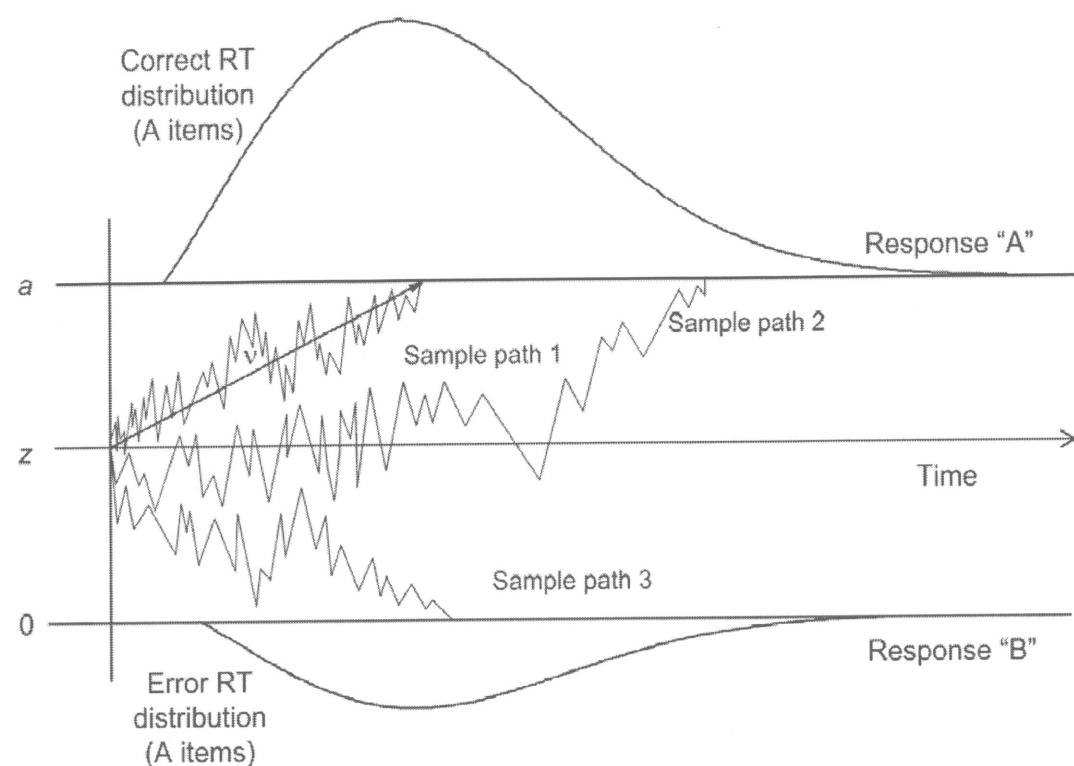 Correct RT
distribution
(A items)
Response “A”
a
Sample path 2
ν
Sample path 1
z
Time
Sample path 3
0
Response “B”
Error RT
distribution
(A items)